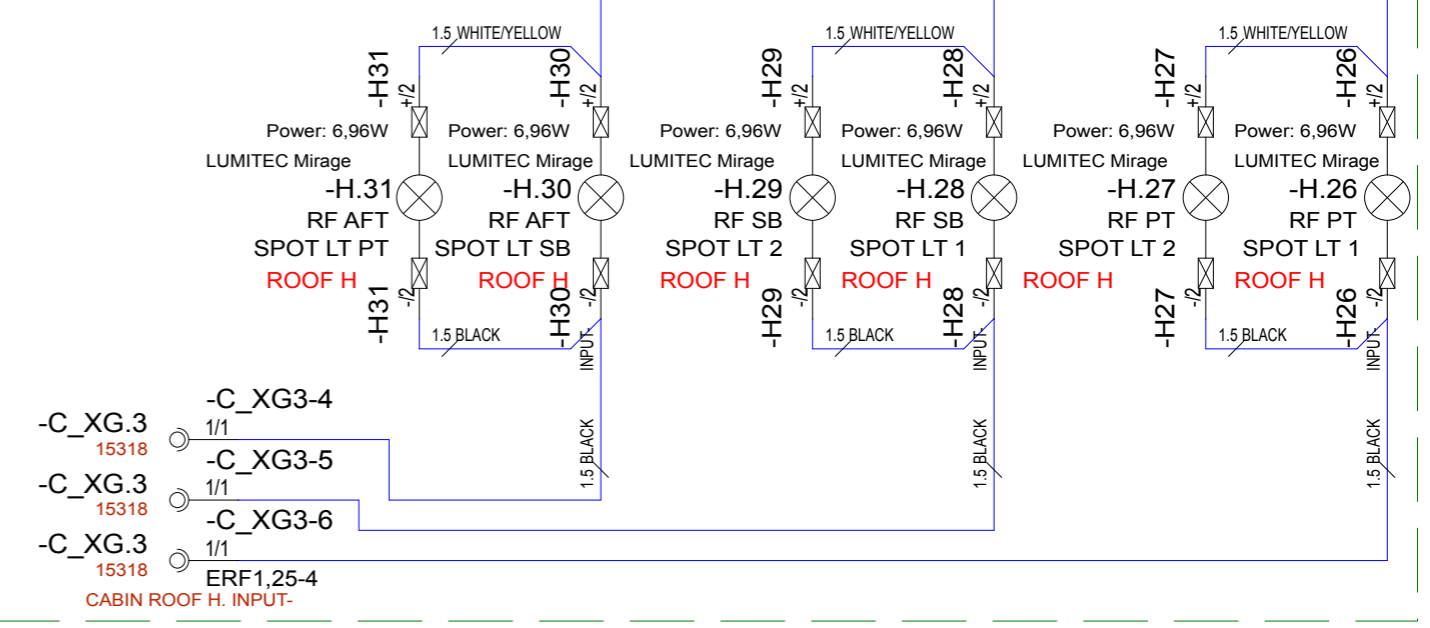 1.5 WHITE/YELLOW
1.5 WHITE/YELLOW
1.5 WHITE/YELLOW
-H31
-H30
-H29
-H28
-H27
-H26
+/2
+/2
+/2
+/2
+/2
+/2
Power: 6,96W
Power: 6,96W
Power: 6,96W
Power: 6,96W
Power: 6,96W
Power: 6,96W
LUMITEC Mirage
LUMITEC Mirage
LUMITEC Mirage
LUMITEC Mirage
LUMITEC Mirage
LUMITEC Mirage
-H.31
-H.30
-H.29
-H.28
-H.27
-H.26
RF AFT
RF AFT
RF SB
RF SB
RF PT
RF PT
SPOT LT PT
SPOT LT SB
SPOT LT 2
SPOT LT 1
SPOT LT 2
SPOT LT 1
ROOF H
ROOF H
ROOF H
ROOF H
ROOF H
ROOF H
-/2
-/2
-/2
-/2
-/2
-/2
-H31
-H30
-H29
-H28
-H27
-H26
1.5 BLACK
1.5 BLACK
1.5 BLACK
INPUT-
INPUT-
INPUT-
1.5 BLACK
1.5 BLACK
1.5 BLACK
-C_XG3-4
-C_XG.3
1/1
15318
-C_XG3-5
-C_XG.3
1/1
15318
-C_XG3-6
-C_XG.3
1/1
15318
ERF1,25-4
CABIN ROOF H. INPUT-